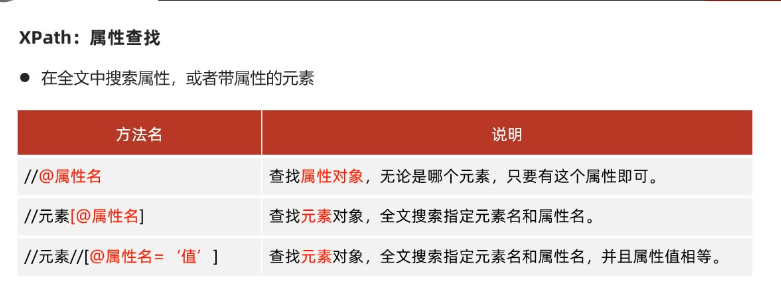 XPath：属性查找
● 在全文中搜索属性，或者带属性的元素
方法名 说明
//@属性名 查找属性对象，无论是哪个元素，只要有这个属性即可。
//元素[@属性名] 查找元素对象，全文搜索指定元素名和属性名。
//元素//[@属性名=‘值’] 查找元素对象，全文搜索指定元素名和属性名，并且属性值相等。